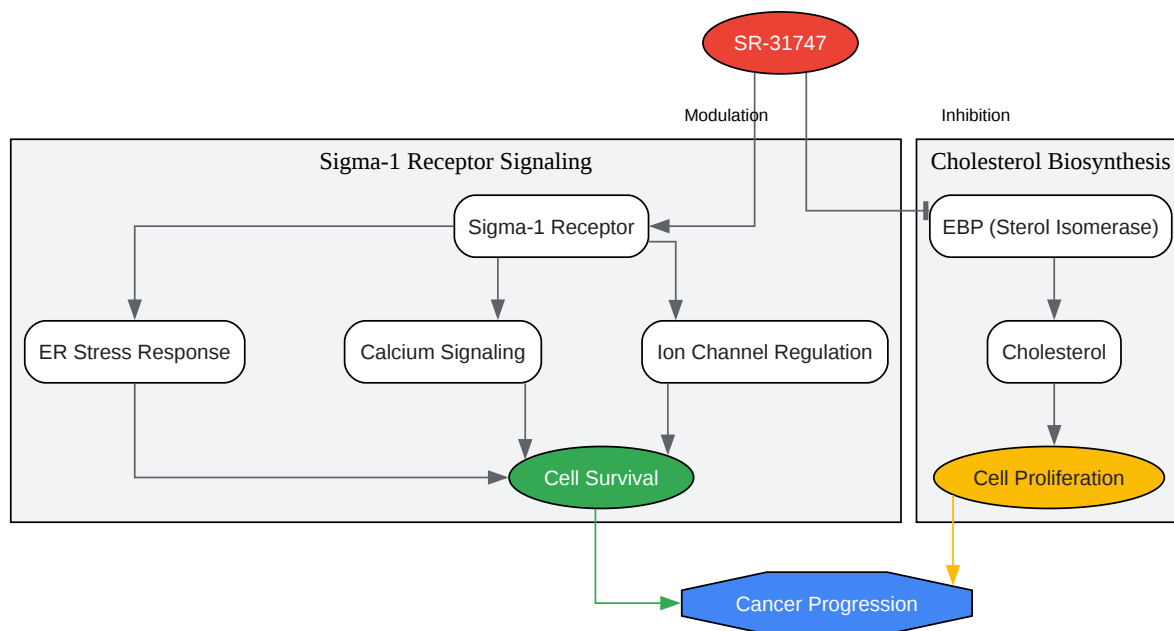 SR-31747
Modulation
Inhibition
Sigma-1 Receptor Signaling
Cholesterol Biosynthesis
Sigma-1 Receptor
EBP (Sterol Isomerase)
ER Stress Response
Calcium Signaling
Ion Channel Regulation
Cholesterol
Cell Survival
Cell Proliferation
Cancer Progression